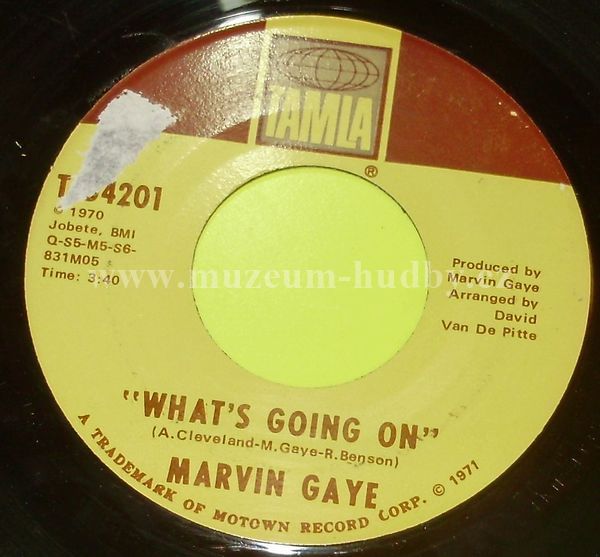 TAMLA
®
54201
© 1970
Jobete, BMI
Q-S5-M5-S6-
831M05
Time: 3:40
www.muzeum-hudby.cz
Produced by
Marvin Gaye
Arranged by
David
Van De Pitte
"WHAT'S GOING ON"
(A.Cleveland-M.Gaye-R.Benson)
MARVIN GAYE
A TRADEMARK OF MOTOWN RECORD CORP. © 1971